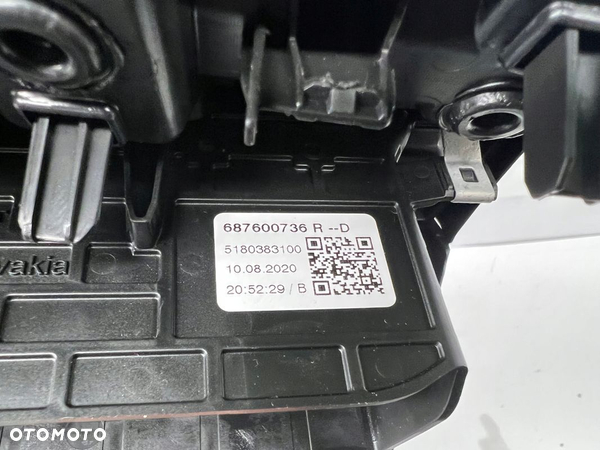 687600736 R --D
5180383100
10.08.2020
20:52:29 / B
vakia
OTOMOTO